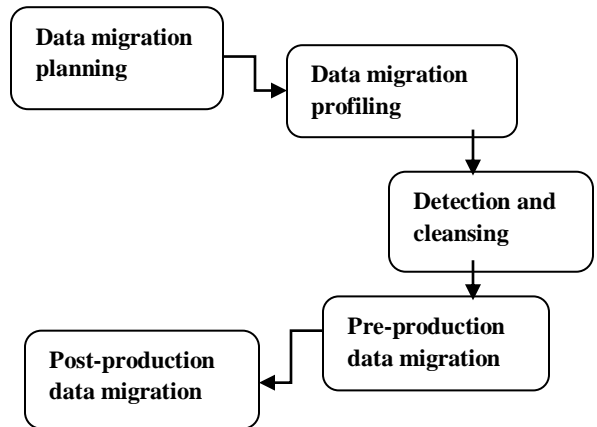 Data migration
planning
Data migration
profiling
Detection and
cleansing
Pre-production
data migration
Post-production
data migration